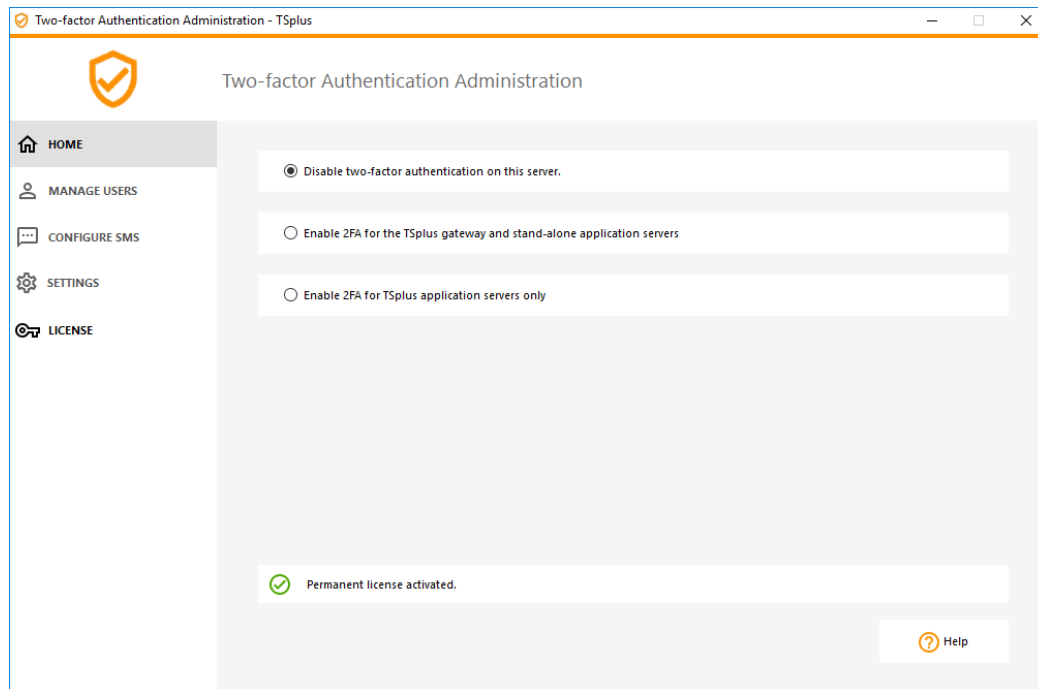 Two-factor Authentication Administration - TSplus
Two-factor Authentication Administration
HOME
MANAGE USERS
CONFIGURE SMS
SETTINGS
LICENSE
Disable two-factor authentication on this server.
Enable 2FA for the TSplus gateway and stand-alone application servers
Enable 2FA for TSplus application servers only
Permanent license activated.
Help